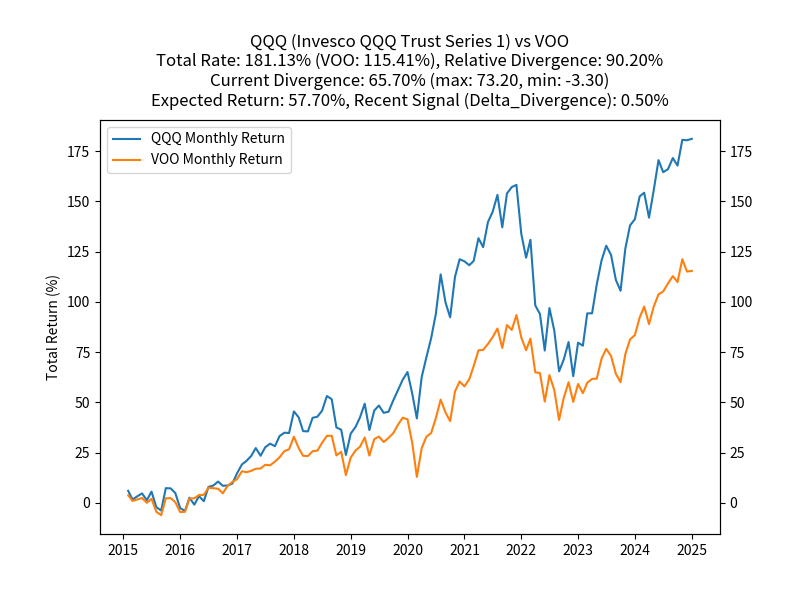 QQQ (Invesco QQQ Trust Series 1) vs VOO
Total Rate: 181.13% (VOO: 115.41%), Relative Divergence: 90.20%
Current Divergence: 65.70% (max: 73.20, min: -3.30)
Expected Return: 57.70%, Recent Signal (Delta_Divergence): 0.50%
QQQ Monthly Return
VOO Monthly Return
Total Return (%)
175
150
125
100
75
50
25
0
175
150
125
100
75
50
25
0
2015 2016 2017 2018 2019 2020 2021 2022 2023 2024 2025